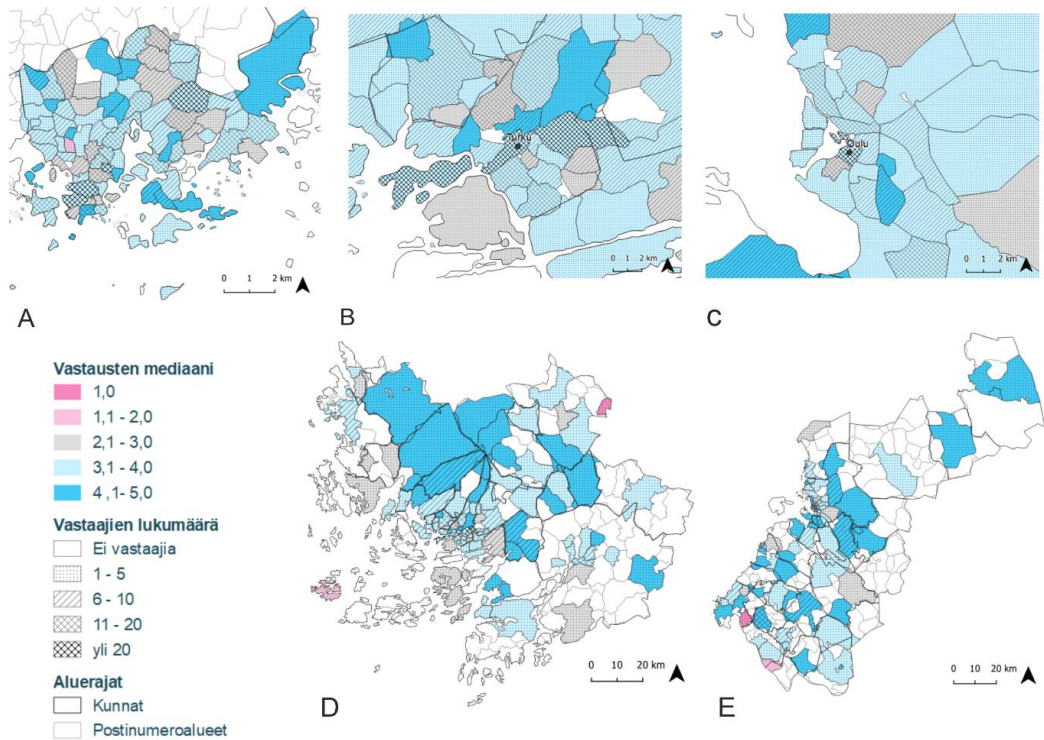 0 1 2 km
A
Turku
0 1 2 km
B
Oulu
0 1 2 km
C
Vastausten mediaani
1,0
1,1 - 2,0
2,1 - 3,0
3,1 - 4,0
4 ,1- 5,0
Vastaajien lukumäärä
Ei vastaajia
1 - 5
6 - 10
11 - 20
yli 20
Aluerajat
Kunnat
Postinumeroalueet
0 10 20 km
D
0 10 20 km
E